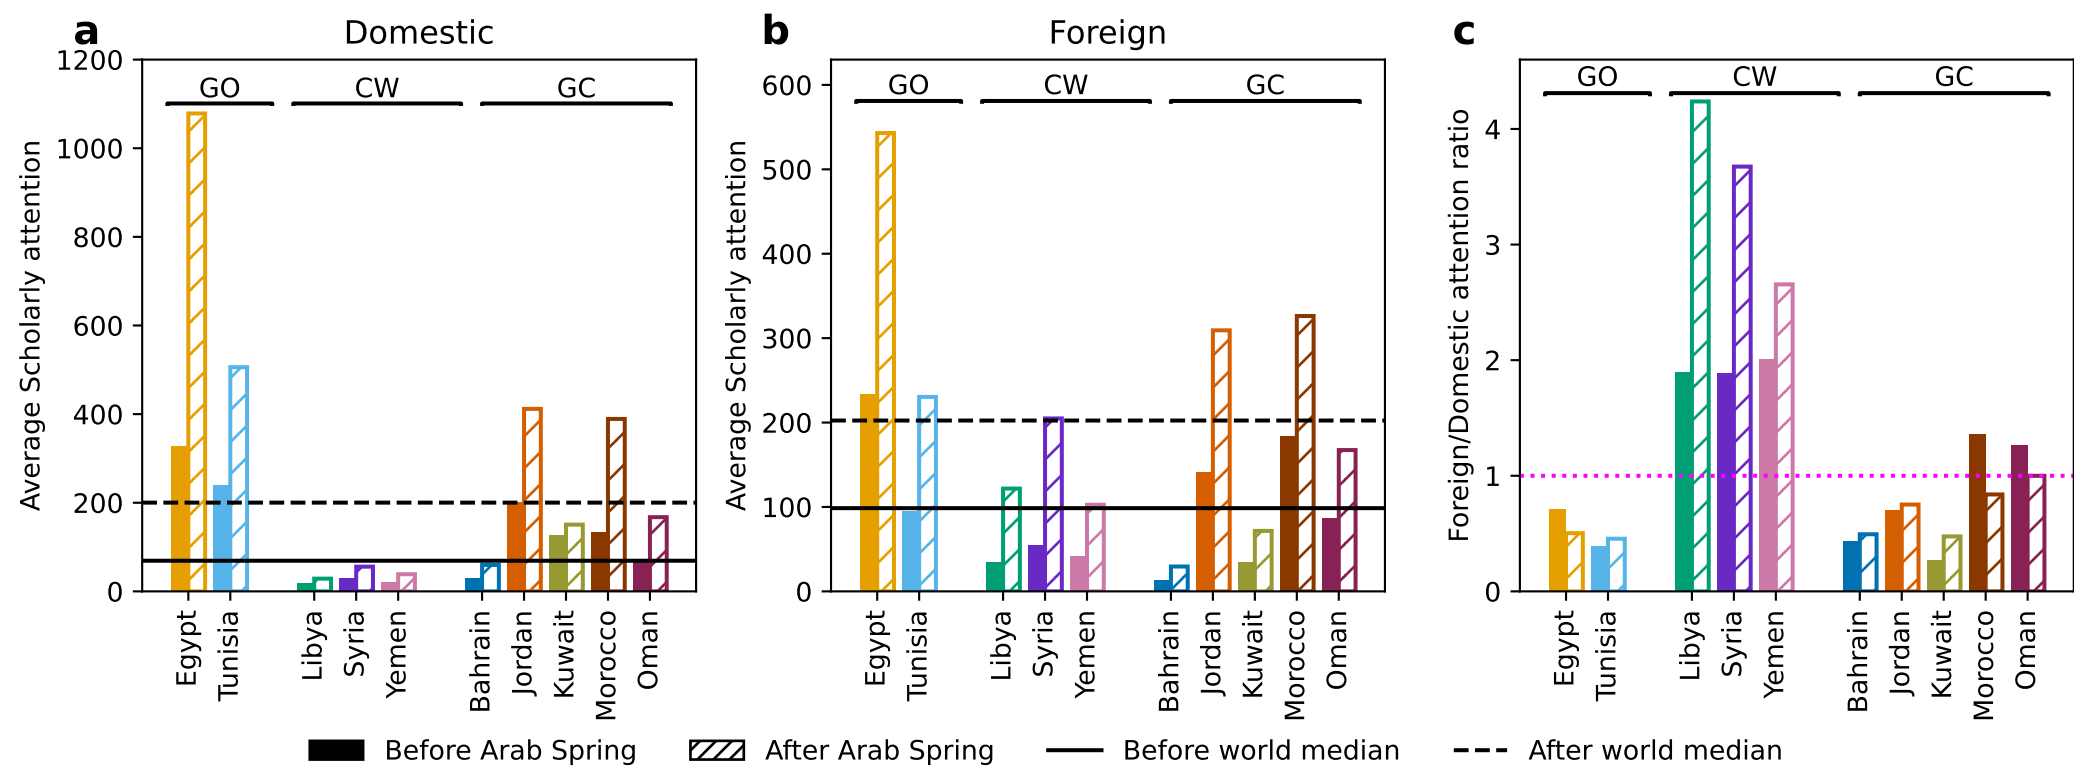 a
Domestic
Average Scholarly attention
1200
1000
800
600
400
200
0
GO
CW
GC
Egypt
Tunisia
Libya
Syria
Yemen
Bahrain
Jordan
Kuwait
Morocco
Oman
b
Foreign
Average Scholarly attention
600
500
400
300
200
100
0
GO
CW
GC
Egypt
Tunisia
Libya
Syria
Yemen
Bahrain
Jordan
Kuwait
Morocco
Oman
c
Foreign/Domestic attention ratio
4
3
2
1
0
GO
CW
GC
Egypt
Tunisia
Libya
Syria
Yemen
Bahrain
Jordan
Kuwait
Morocco
Oman
Before Arab Spring
After Arab Spring
Before world median
After world median